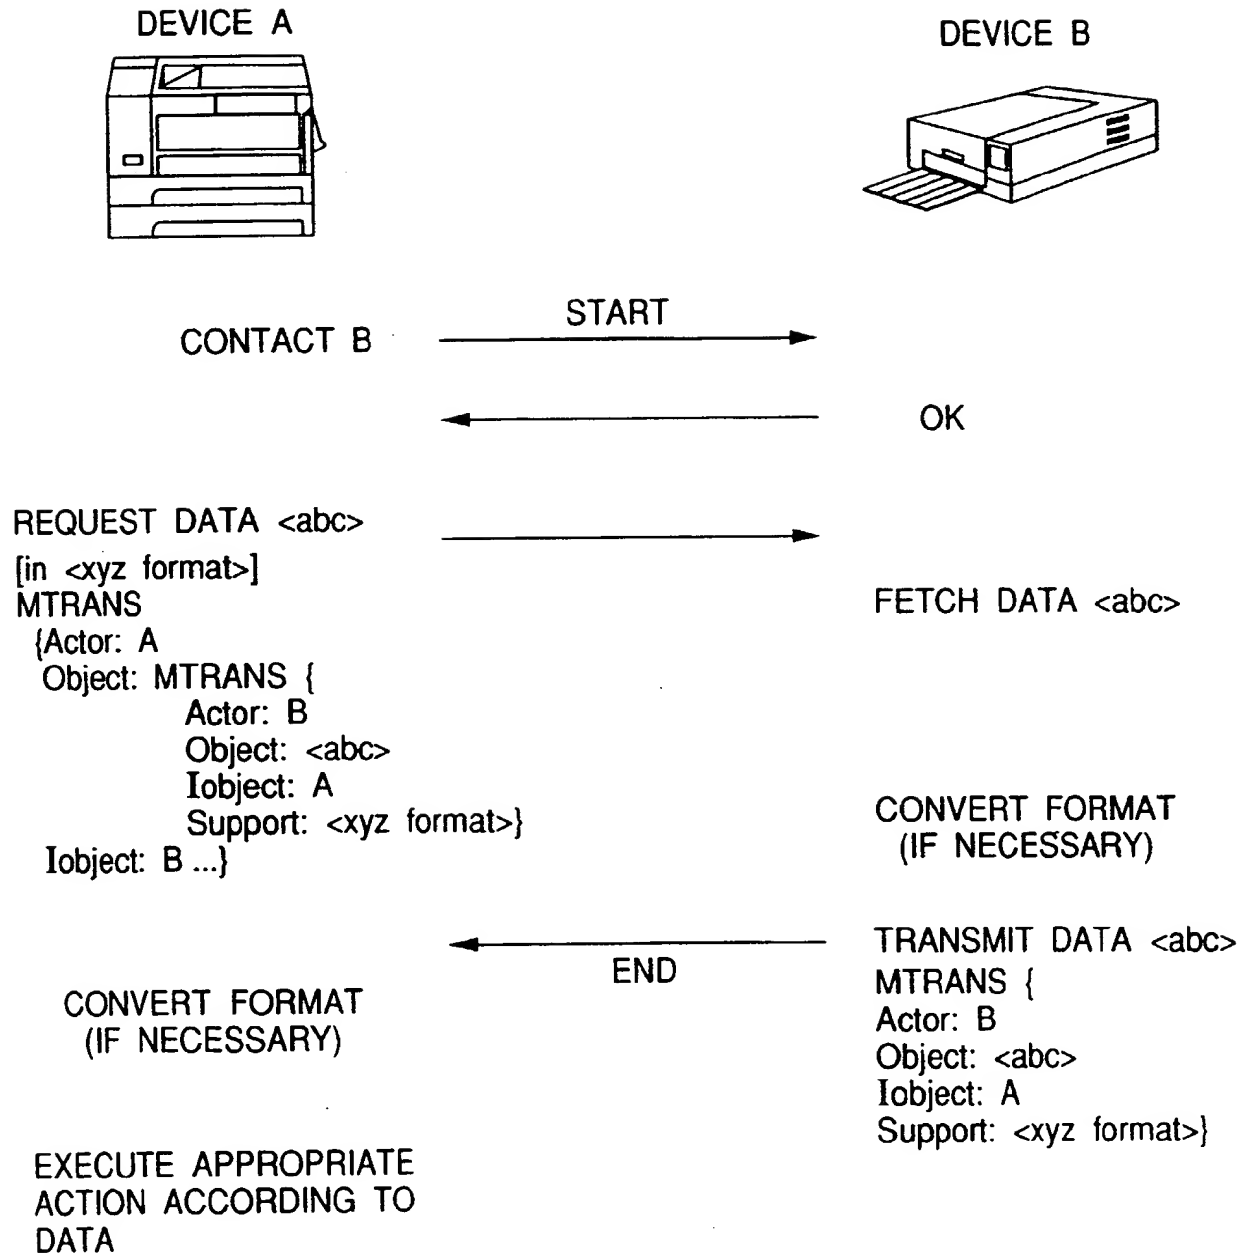 DEVICE A
DEVICE B
START
CONTACT B
OK
REQUEST DATA <abc>
[in <xyz format>]
MTRANS
{Actor: A
Object: MTRANS {
Actor: B
Object: <abc>
Iobject: A
Support: <xyz format>}
Iobject: B ...}
FETCH DATA <abc>
CONVERT FORMAT
(IF NECESSARY)
END
TRANSMIT DATA <abc>
MTRANS {
Actor: B
Object: <abc>
Iobject: A
Support: <xyz format>}
CONVERT FORMAT
(IF NECESSARY)
EXECUTE APPROPRIATE
ACTION ACCORDING TO
DATA